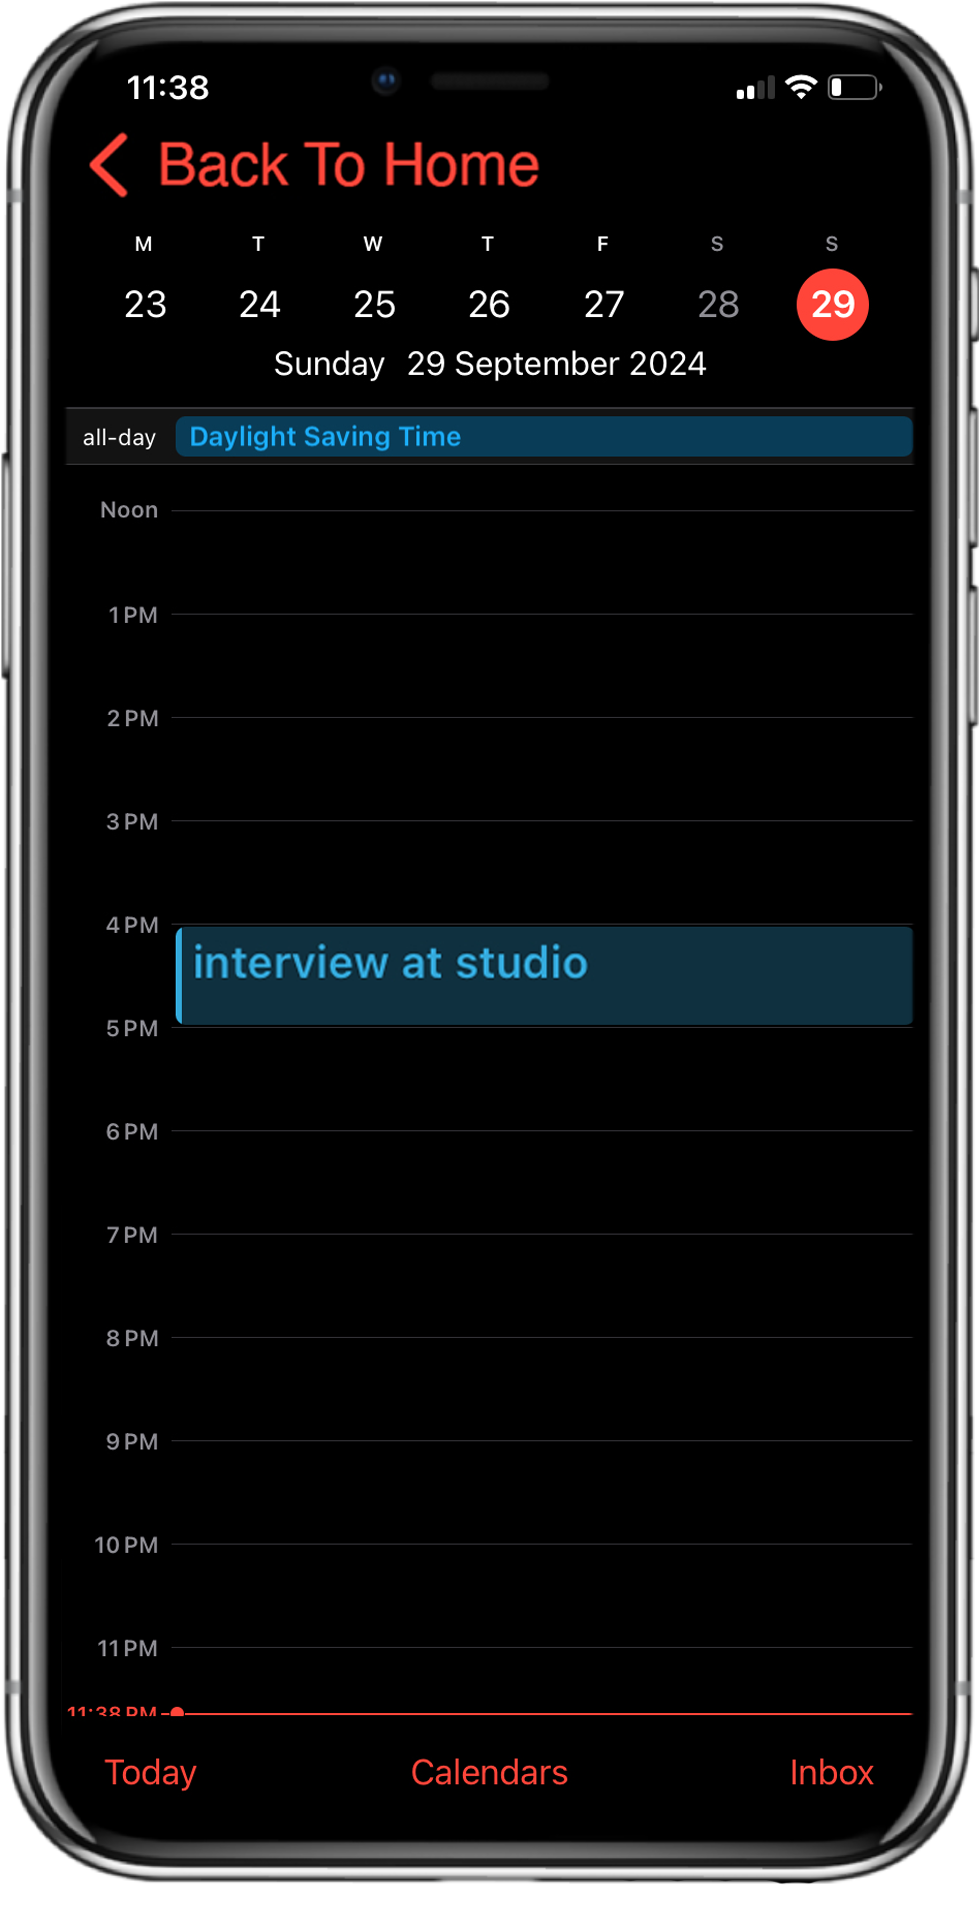 11:38
Back To Home
M T W T F S S
23 24 25 26 27 28 29
Sunday 29 September 2024
all-day Daylight Saving Time
Noon
1 PM
2 PM
3 PM
4 PM
interview at studio
5 PM
6 PM
7 PM
8 PM
9 PM
10 PM
11 PM
11:38 PM
Today Calendars Inbox